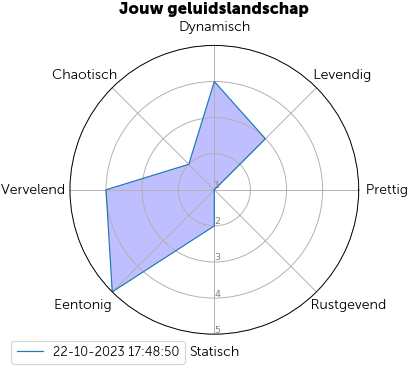 Jouw geluidslandschap
Dynamisch
Chaotisch
Levendig
Vervelend
1
Prettig
2
3
4
Eentonig
Rustgevend
5
22-10-2023 17:48:50
Statisch